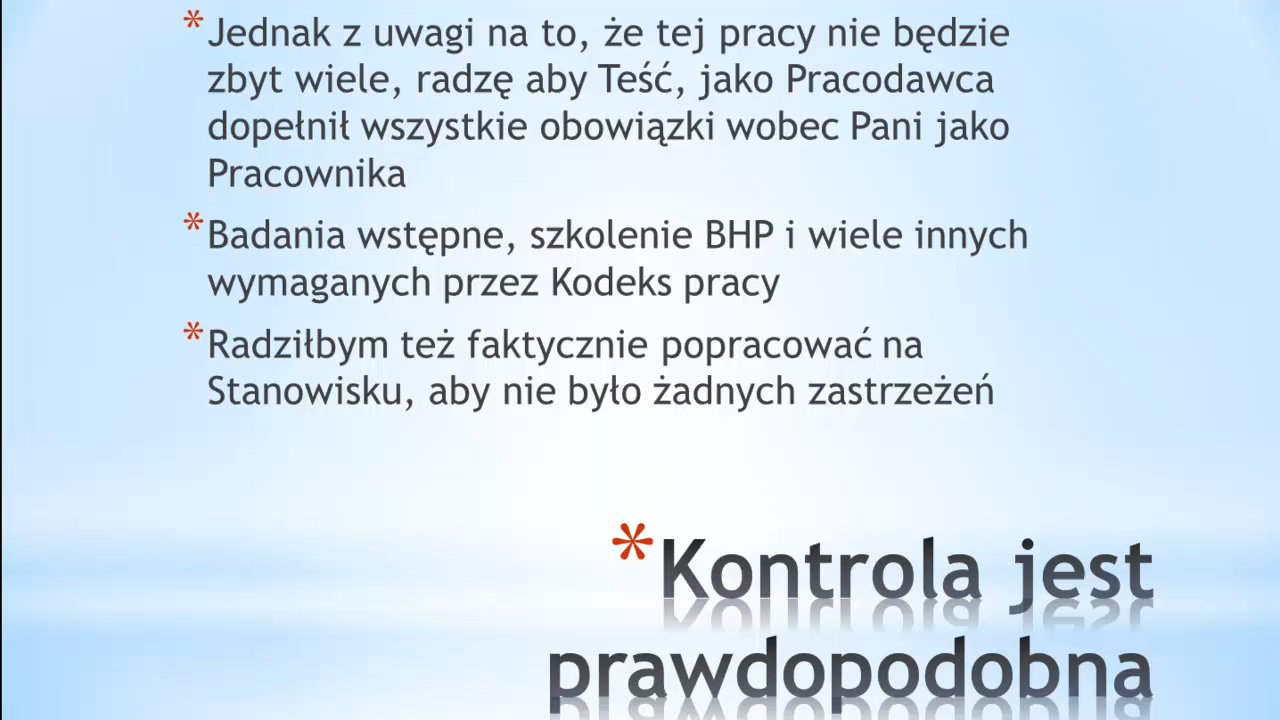 * Jednak z uwagi na to, że tej pracy nie będzie
zbyt wiele, radzę aby Teść, jako Pracodawca
dopełnił wszystkie obowiązki wobec Pani jako
Pracownika
* Badania wstępne, szkolenie BHP i wiele innych
wymaganych przez Kodeks pracy
* Radziłbym też faktycznie popracować na
Stanowisku, aby nie było żadnych zastrzeżeń
* Kontrola jest
prawdopodobna